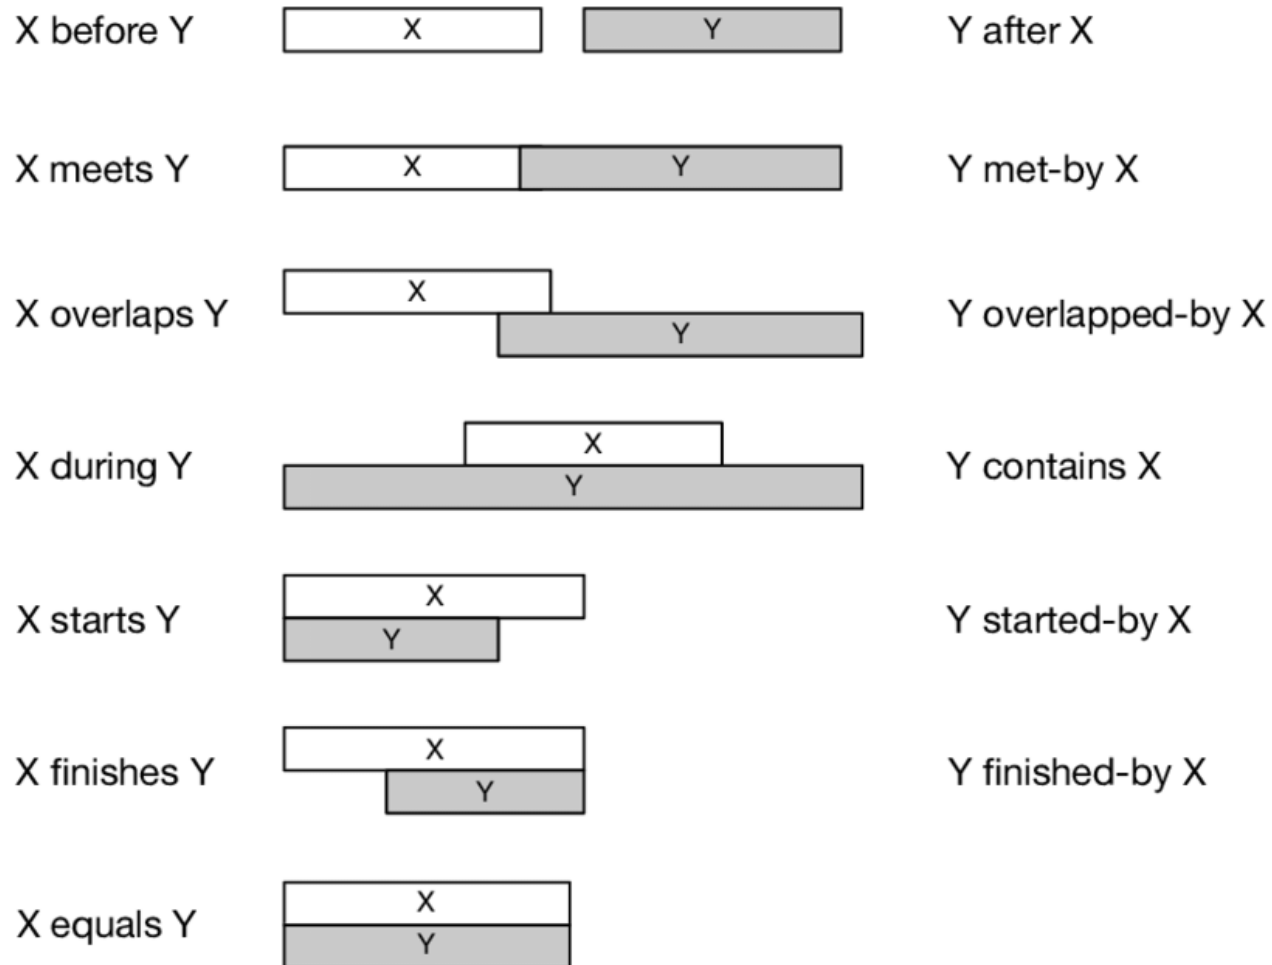 X before Y X Y Y after X
X meets Y X Y Y met-by X
X overlaps Y X Y Y overlapped-by X
X during Y X Y Y contains X
X starts Y X Y Y started-by X
X finishes Y X Y Y finished-by X
X equals Y X Y